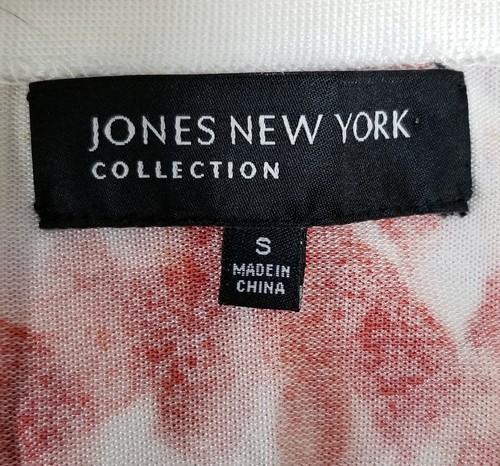 JONES NEW YORK
COLLECTION
S
MADE IN
CHINA